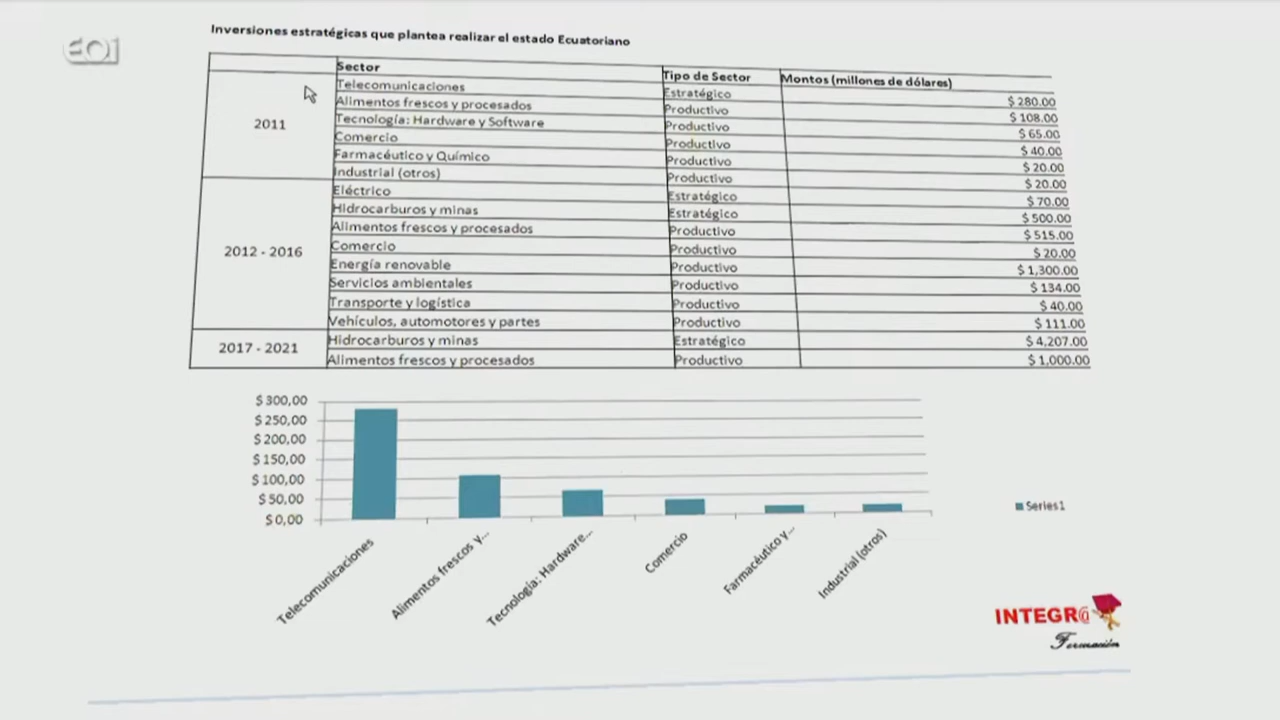 EOI
Inversiones estratégicas que plantea realizar el estado Ecuatoriano
Sector Tipo de Sector Montos (millones de dólares)
2011
Telecomunicaciones Estratégico $ 280.00
Alimentos frescos y procesados Productivo $ 108.00
Tecnología: Hardware y Software Productivo $ 65.00
Comercio Productivo $ 40.00
Farmacéutico y Químico Productivo $ 20.00
Industrial (otros) Productivo $ 20.00
2012 - 2016
Eléctrico Estratégico $ 70.00
Hidrocarburos y minas Estratégico $ 500.00
Alimentos frescos y procesados Productivo $ 515.00
Comercio Productivo $ 20.00
Energía renovable Productivo $ 1,300.00
Servicios ambientales Productivo $ 134.00
Transporte y logística Productivo $ 40.00
Vehículos, automotores y partes Productivo $ 111.00
2017 - 2021
Hidrocarburos y minas Estratégico $ 4,207.00
Alimentos frescos y procesados Productivo $ 1,000.00
$ 300,00
$ 250,00
$ 200,00
$ 150,00
$ 100,00
$ 50,00
$ 0,00
Telecomunicaciones
Alimentos frescos y...
Tecnología: Hardware...
Comercio
Farmacéutico y...
Industrial (otros)
Series1
INTEGR@
Formación